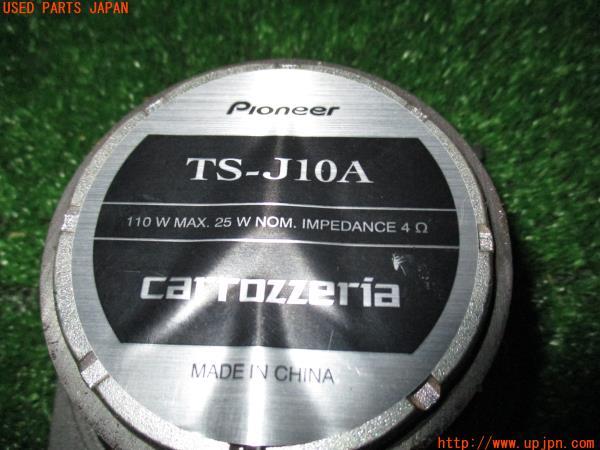 USED PARTS JAPAN
Pioneer
TS-J10A
110 W MAX. 25 W NOM. IMPEDANCE 4 Ω
carrozzeria
MADE IN CHINA
http://www.upjpn.com/